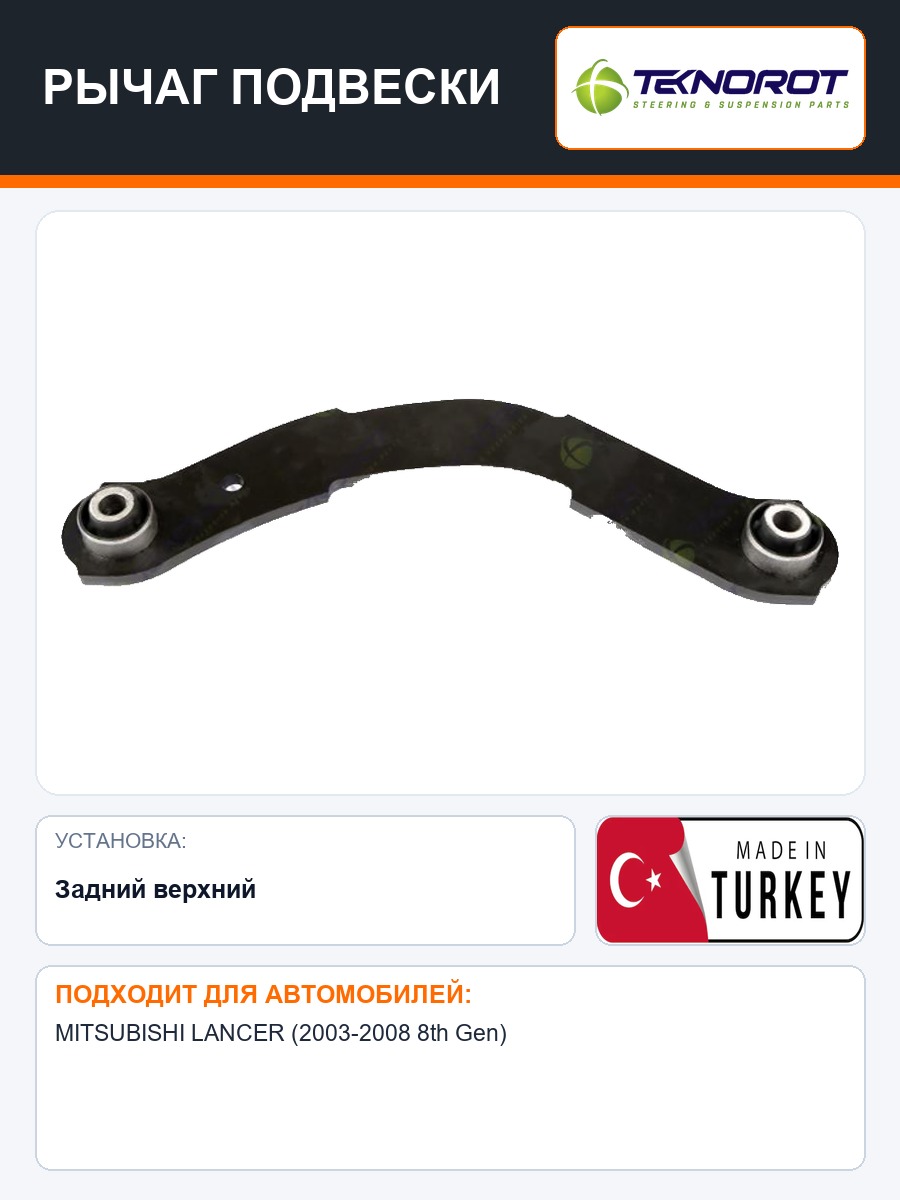 РЫЧАГ ПОДВЕСКИ
TEKNOROT
STEERING & SUSPENSION PARTS
УСТАНОВКА:
Задний верхний
MADE IN
TURKEY
ПОДХОДИТ ДЛЯ АВТОМОБИЛЕЙ:
MITSUBISHI LANCER (2003-2008 8th Gen)